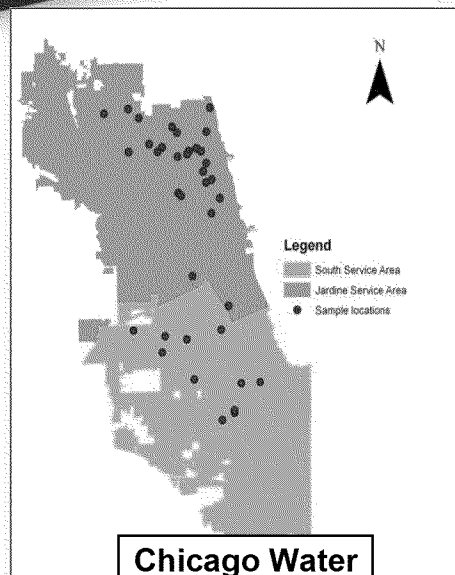 N
Legend
South Service Area
Jardine Service Area
Sample locations
Chicago Water